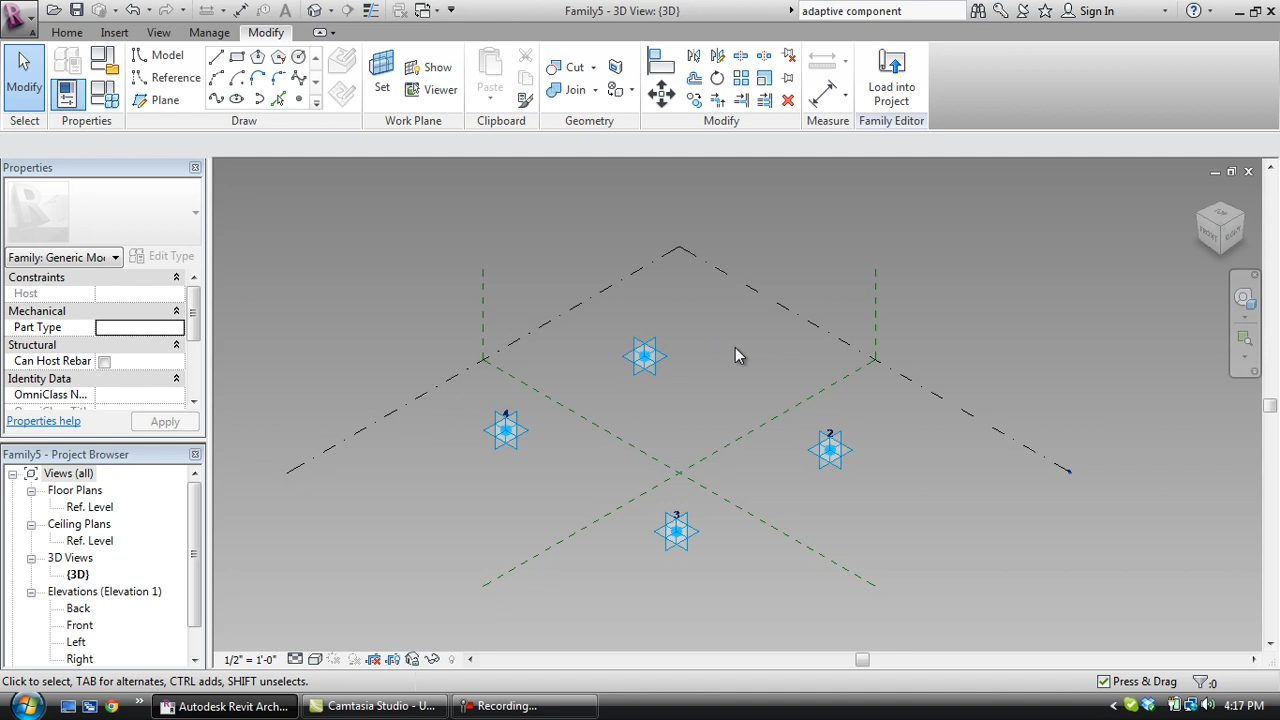 Family5 - 3D View: {3D}
adaptive component
Sign In
Home Insert View Manage Modify
Modify
Model
Reference
Plane
Set
Show
Viewer
Paste
Cut
Join
Load into
Project
Select Properties Draw Work Plane Clipboard Geometry Modify Measure Family Editor
Properties
Family: Generic Mo
Edit Type
Constraints
Host
Mechanical
Part Type
Structural
Can Host Rebar
Identity Data
OmniClass N...
Properties help
Apply
Family5 - Project Browser
Views (all)
Floor Plans
Ref. Level
Ceiling Plans
Ref. Level
3D Views
{3D}
Elevations (Elevation 1)
Back
Front
Left
Right
TOP
FRONT
RIGHT
4
2
3
1/2" = 1'-0"
Click to select, TAB for alternates, CTRL adds, SHIFT unselects.
Press & Drag
:0
Autodesk Revit Arch...
Camtasia Studio - U...
Recording...
4:17 PM